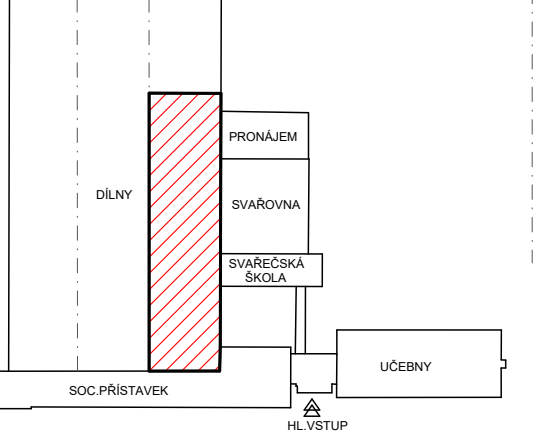 PRONÁJEM
DÍLNY
SVAŘOVNA
SVAŘEČSKÁ
ŠKOLA
UČEBNY
SOC.PŘÍSTAVEK
HL.VSTUP